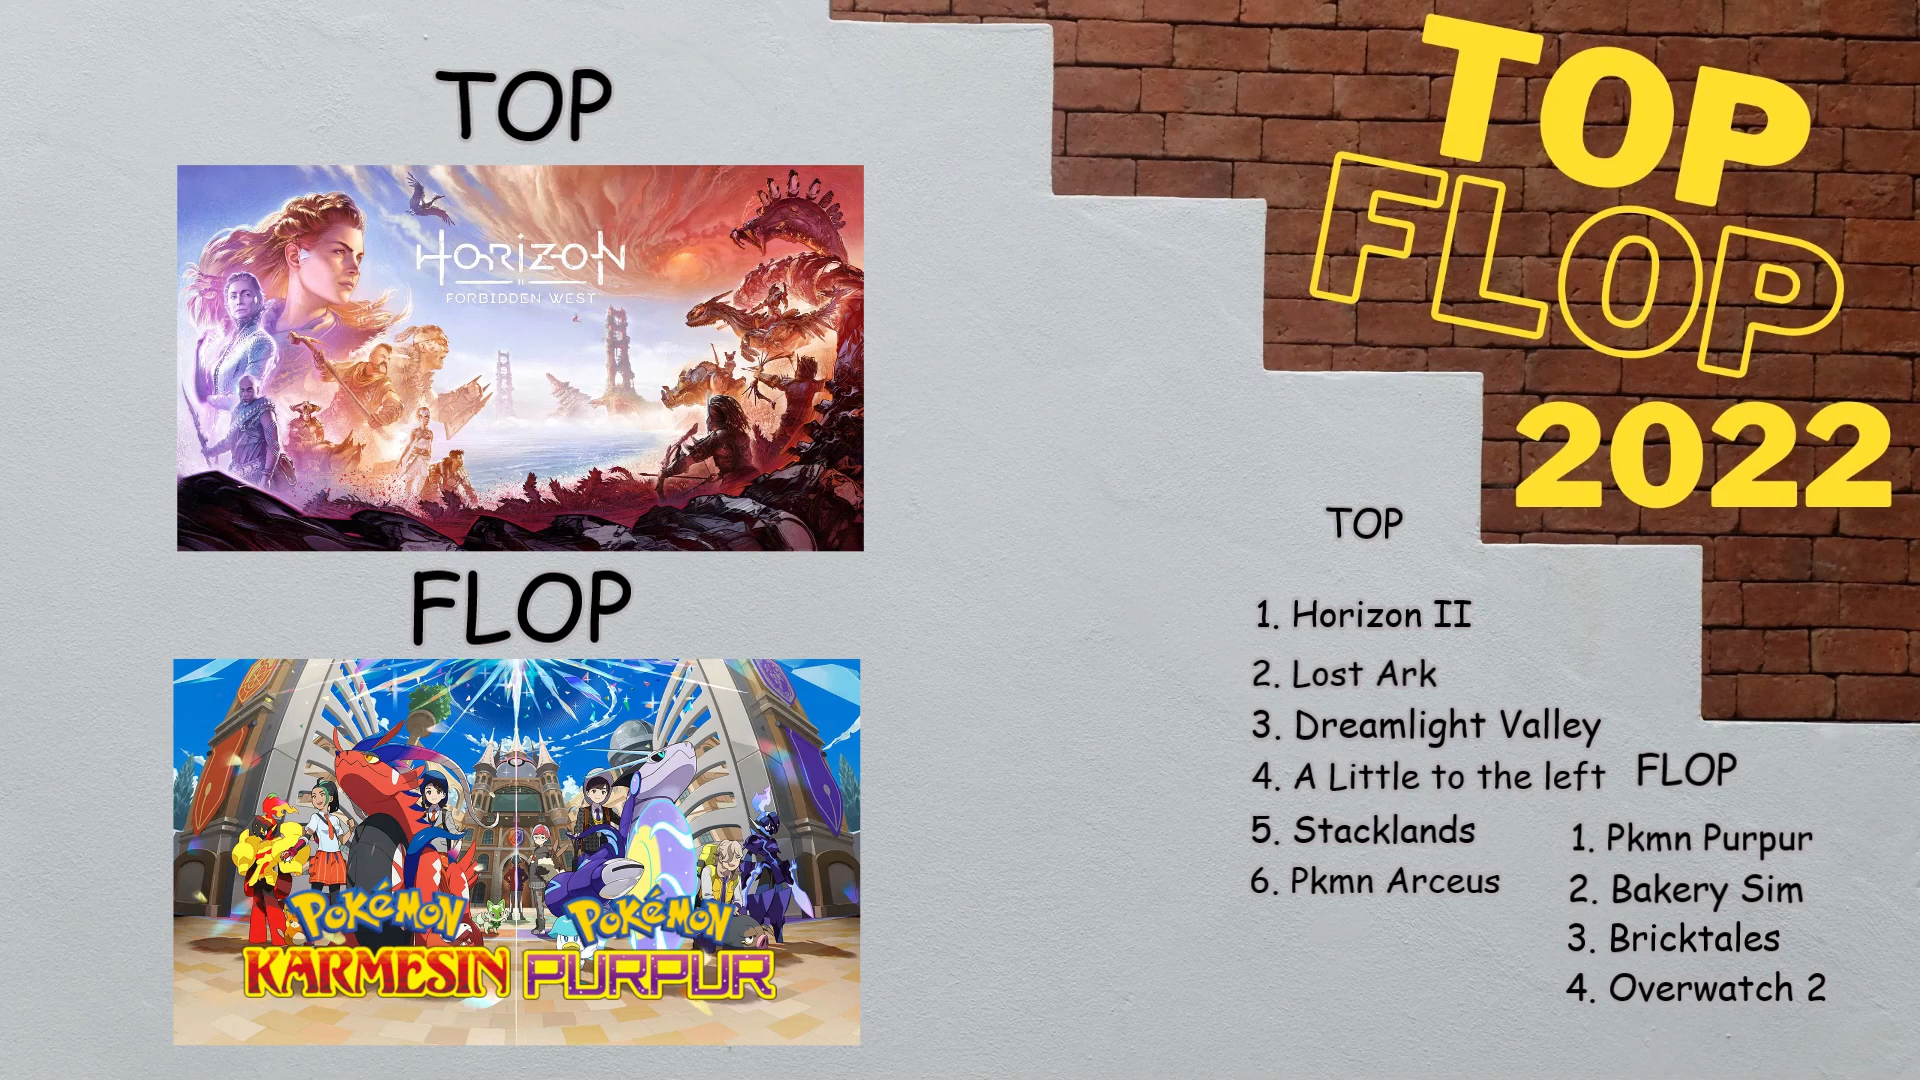 TOP
HORIZON
FORBIDDEN WEST
FLOP
POKéMON
KARMESIN
POKéMON
PURPUR
TOP
FLOP
2022
TOP
1. Horizon II
2. Lost Ark
3. Dreamlight Valley
4. A Little to the left
5. Stacklands
6. Pkmn Arceus
FLOP
1. Pkmn Purpur
2. Bakery Sim
3. Bricktales
4. Overwatch 2